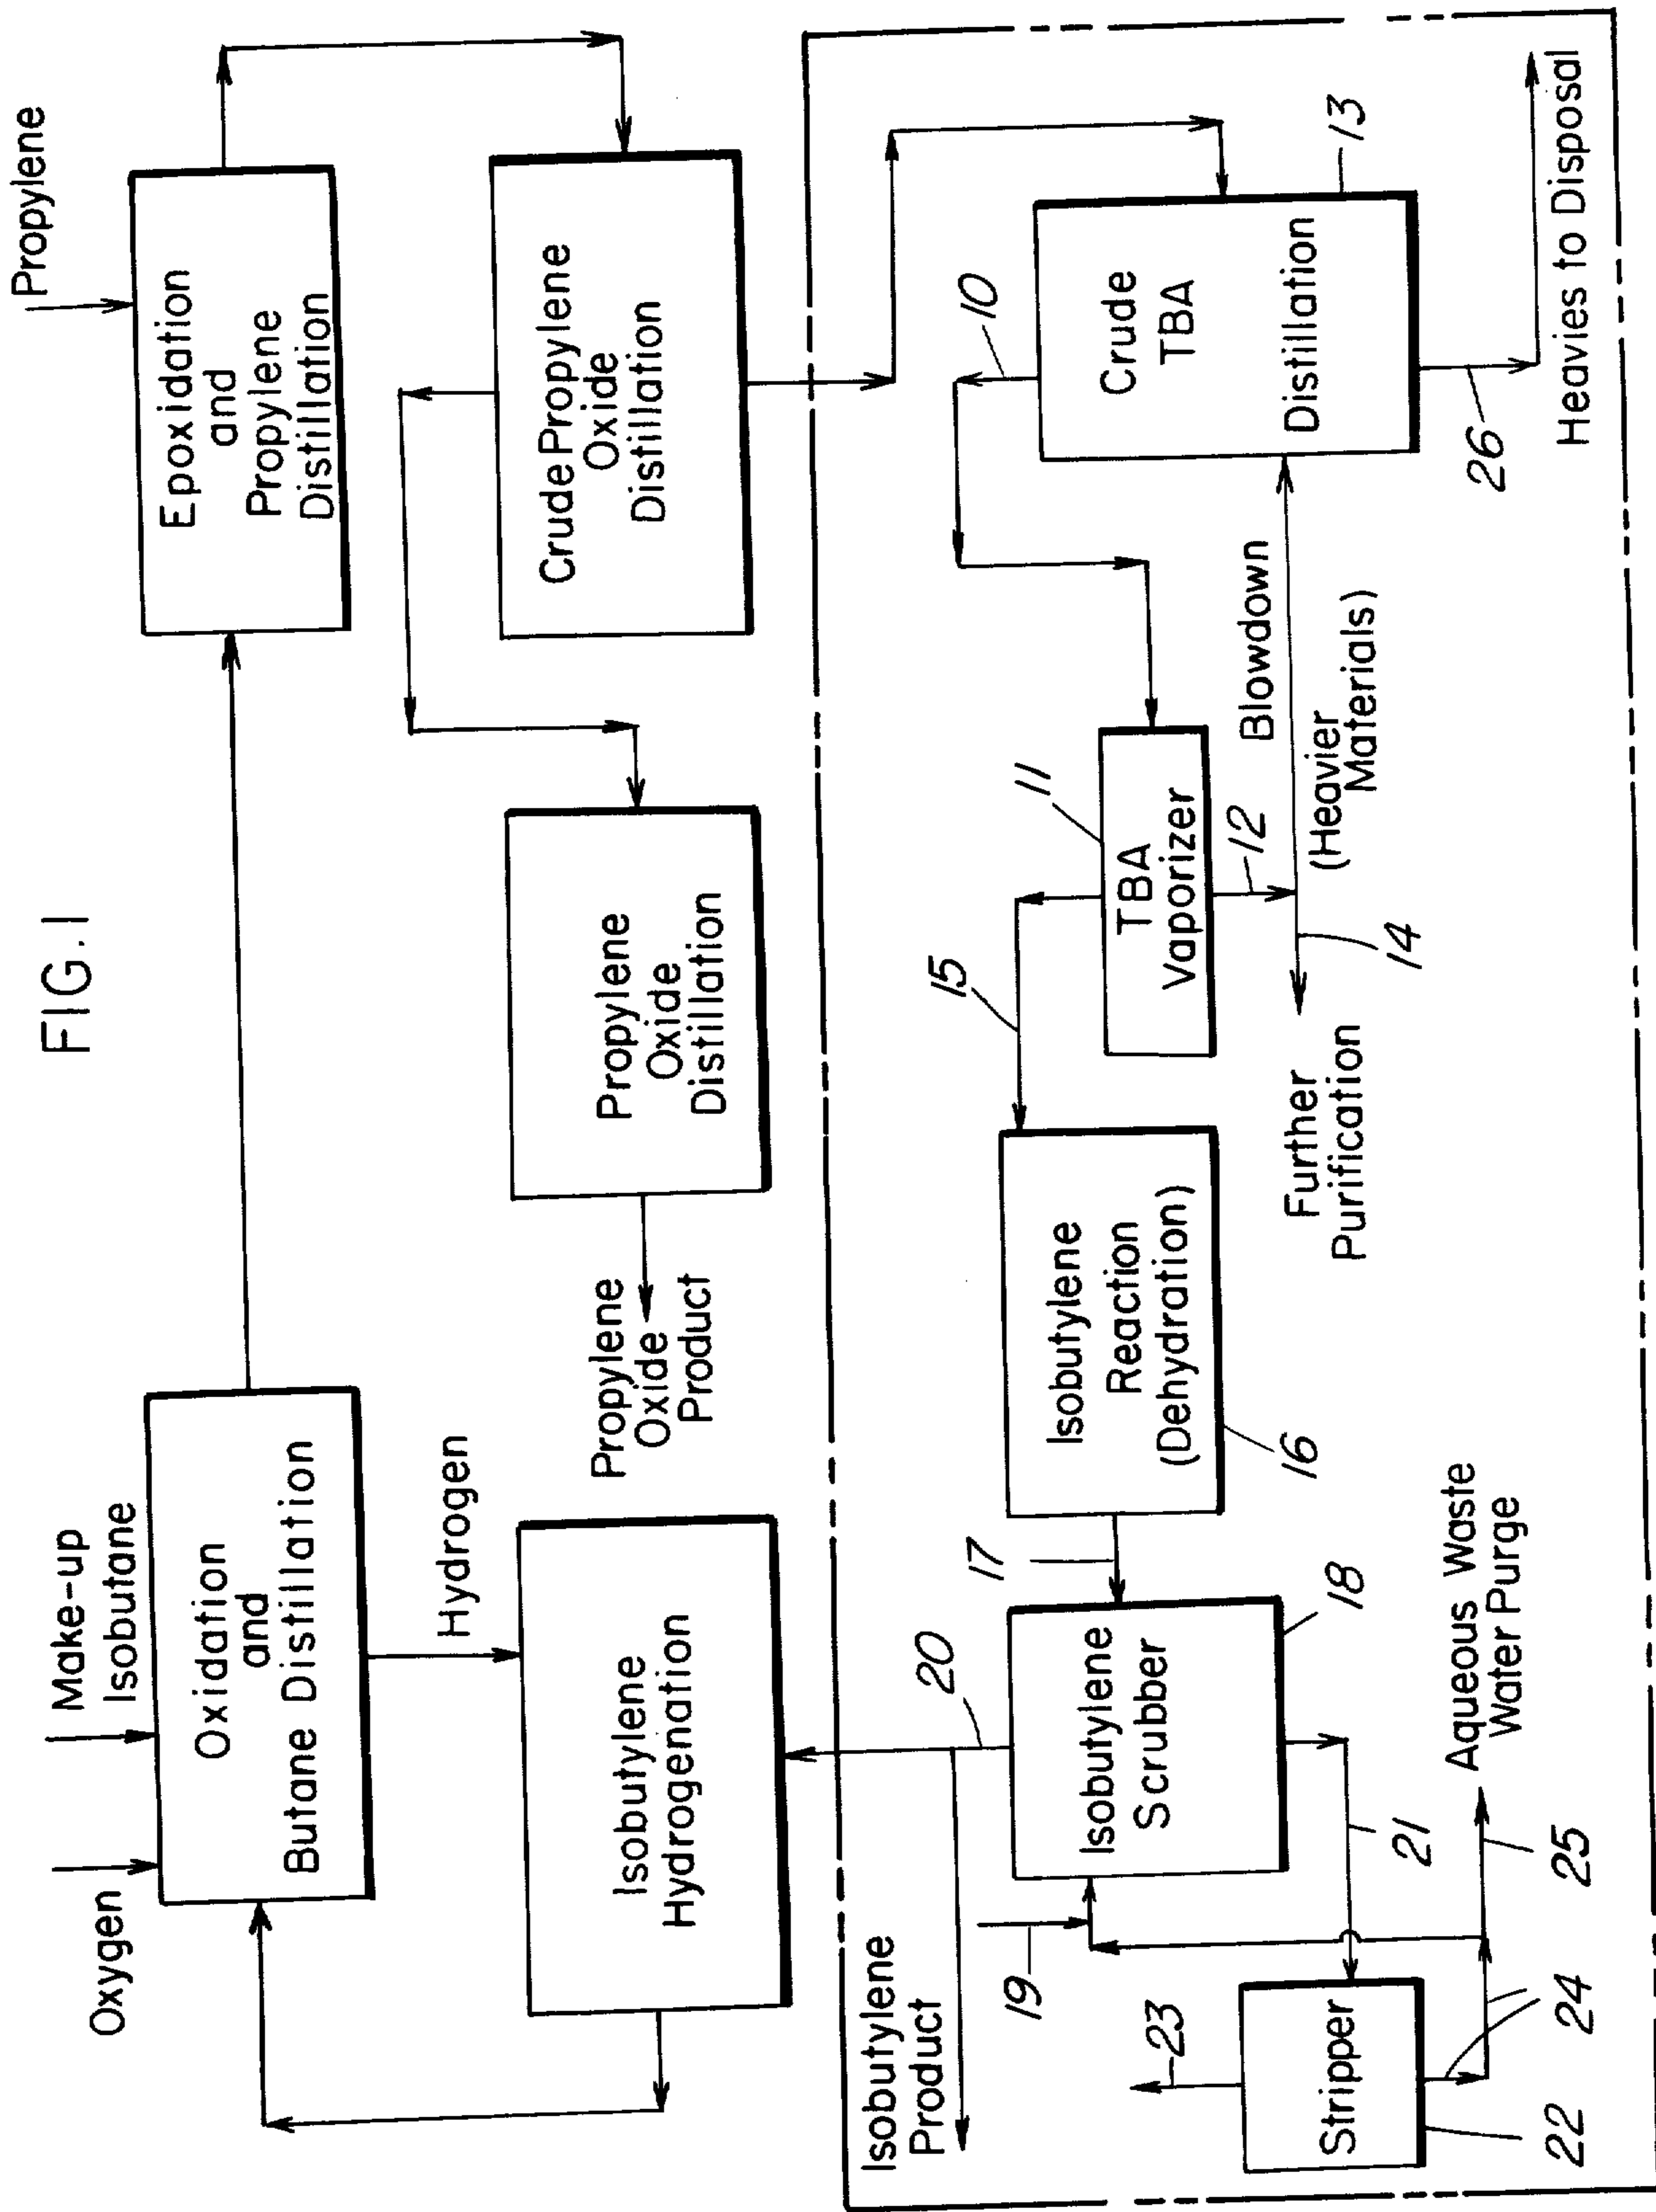 FIG. 1
Oxygen
Make-up
Isobutane
Propylene
Oxidation
and
Butane Distillation
Epoxidation
and
Propylene
Distillation
Hydrogen
Isobutylene
Hydrogenation
Propylene
Oxide
Product
Propylene
Oxide
Distillation
Crude Propylene
Oxide
Distillation
Isobutylene
Product
20
19
Isobutylene
Scrubber
18
17
Isobutylene
Reaction
(Dehydration)
16
15
TBA
Vaporizer
11
12
10
Crude
TBA
Distillation
13
Blowdown
(Heavier
Materials)
14
Further
Purification
26
Heavies to Disposal
23
Stripper
22
21
24
25
Aqueous Waste
Water Purge